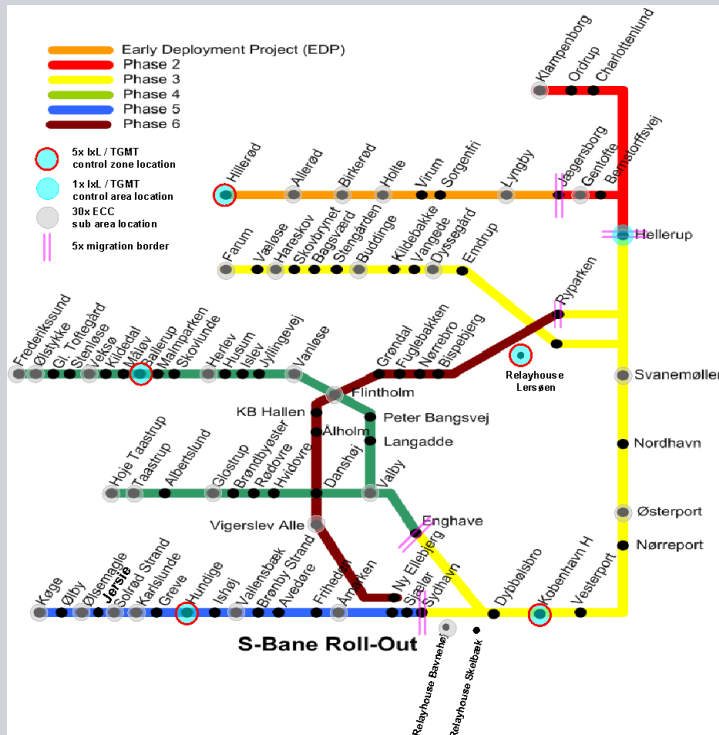 Early Deployment Project (EDP)
Phase 2
Phase 3
Phase 4
Phase 5
Phase 6
5x IxL / TGMT
control zone location
1x IxL / TGMT
control area location
30x ECC
sub area location
5x migration border
Klampenborg
Ordrup
Charlottenlund
Hillerød
Allerød
Birkerød
Holte
Virum
Sorgenfri
Lyngby
Jægersborg
Gentofte
Bernstorffsvej
Hellerup
Farum
Værløse
Hareskov
Skovbrynet
Bagsværd
Stengården
Buddinge
Kildebakke
Vangede
Dyssegård
Emdrup
Ryparken
Relayhouse
Lersøen
Frederikssund
Ølstykke
Gl. Toftegård
Stenløse
Veksø
Kildedal
Måløv
Ballerup
Malmparken
Skovlunde
Herlev
Husum
Islev
Jyllingevej
Vanløse
Grøndal
Fuglebakken
Nørrebro
Bispebjerg
Flintholm
Svanemøllen
KB Hallen
Peter Bangsvej
Ålholm
Langadde
Nordhavn
Hoje Taastrup
Taastrup
Albertslund
Glostrup
Brøndbyøster
Rødovre
Hvidovre
Danshøj
Valby
Vigerslev Alle
Enghave
Østerport
Nørreport
Køge
Ølby
Ølsemagle
Jersie
Solrød Strand
Karlslunde
Greve
Hundige
Ishøj
Vallensbæk
Brønby Strand
Avedøre
Friheden
Åmarken
Ny Ellebjerg
Sjælør
Sydhavn
Dybbølsbro
Kobenhavn H
Vesterport
S-Bane Roll-Out
Relayhouse Bavnehøj
Relayhouse Skelbæk